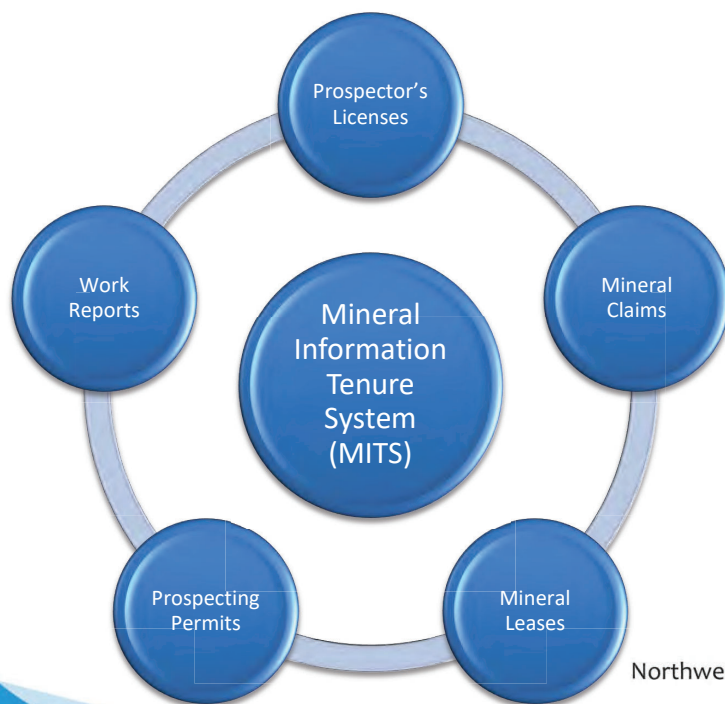 Prospector's
Licenses
Work
Reports
Mineral
Claims
Mineral
Information
Tenure
System
(MITS)
Prospecting
Permits
Mineral
Leases
Northwe